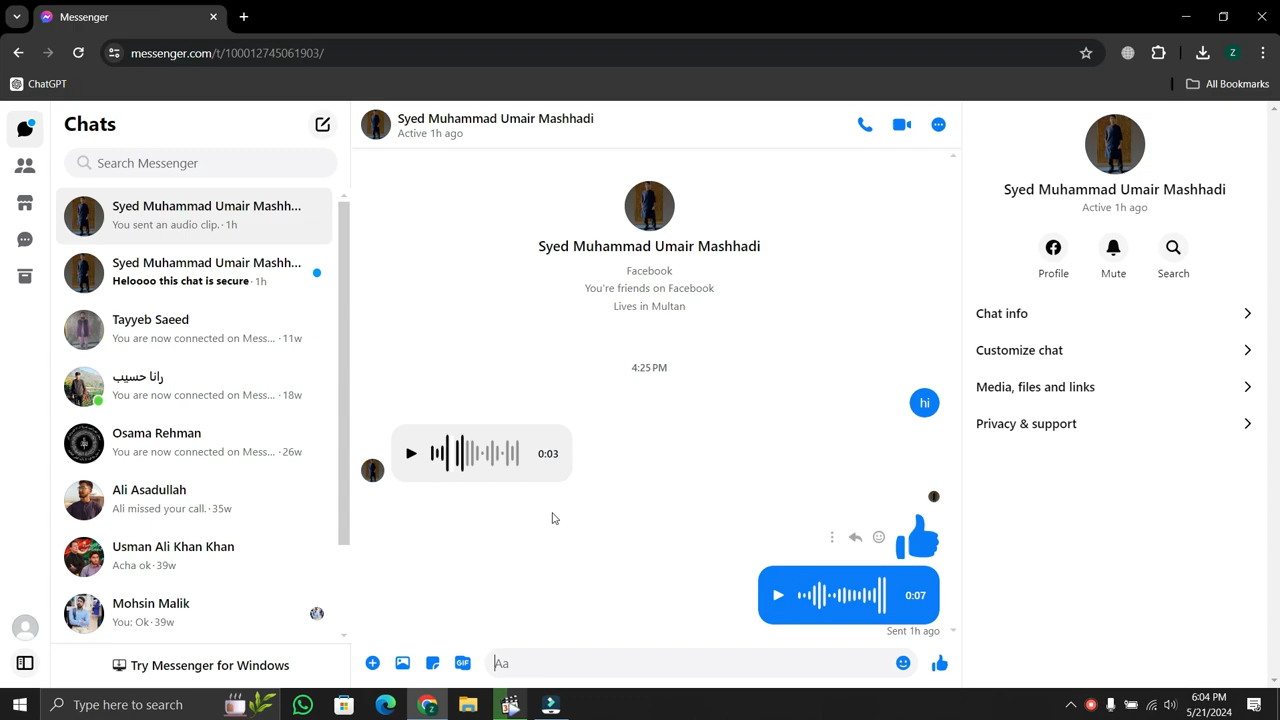 Messenger
messenger.com/t/100012745061903/
ChatGPT
All Bookmarks
Z
Chats
Search Messenger
Syed Muhammad Umair Mashh...
You sent an audio clip. · 1h
Syed Muhammad Umair Mashh...
Heloooo this chat is secure · 1h
Tayyeb Saeed
You are now connected on Mess... · 11w
رانا حسیب
You are now connected on Mess... · 18w
Osama Rehman
You are now connected on Mess... · 26w
Ali Asadullah
Ali missed your call. · 35w
Usman Ali Khan Khan
Acha ok · 39w
Mohsin Malik
You: Ok · 39w
Try Messenger for Windows
Syed Muhammad Umair Mashhadi
Active 1h ago
Syed Muhammad Umair Mashhadi
Facebook
You're friends on Facebook
Lives in Multan
4:25 PM
hi
0:03
0:07
Sent 1h ago
GIF
Aa
Syed Muhammad Umair Mashhadi
Active 1h ago
Profile
Mute
Search
Chat info
Customize chat
Media, files and links
Privacy & support
Type here to search
6:04 PM
5/21/2024